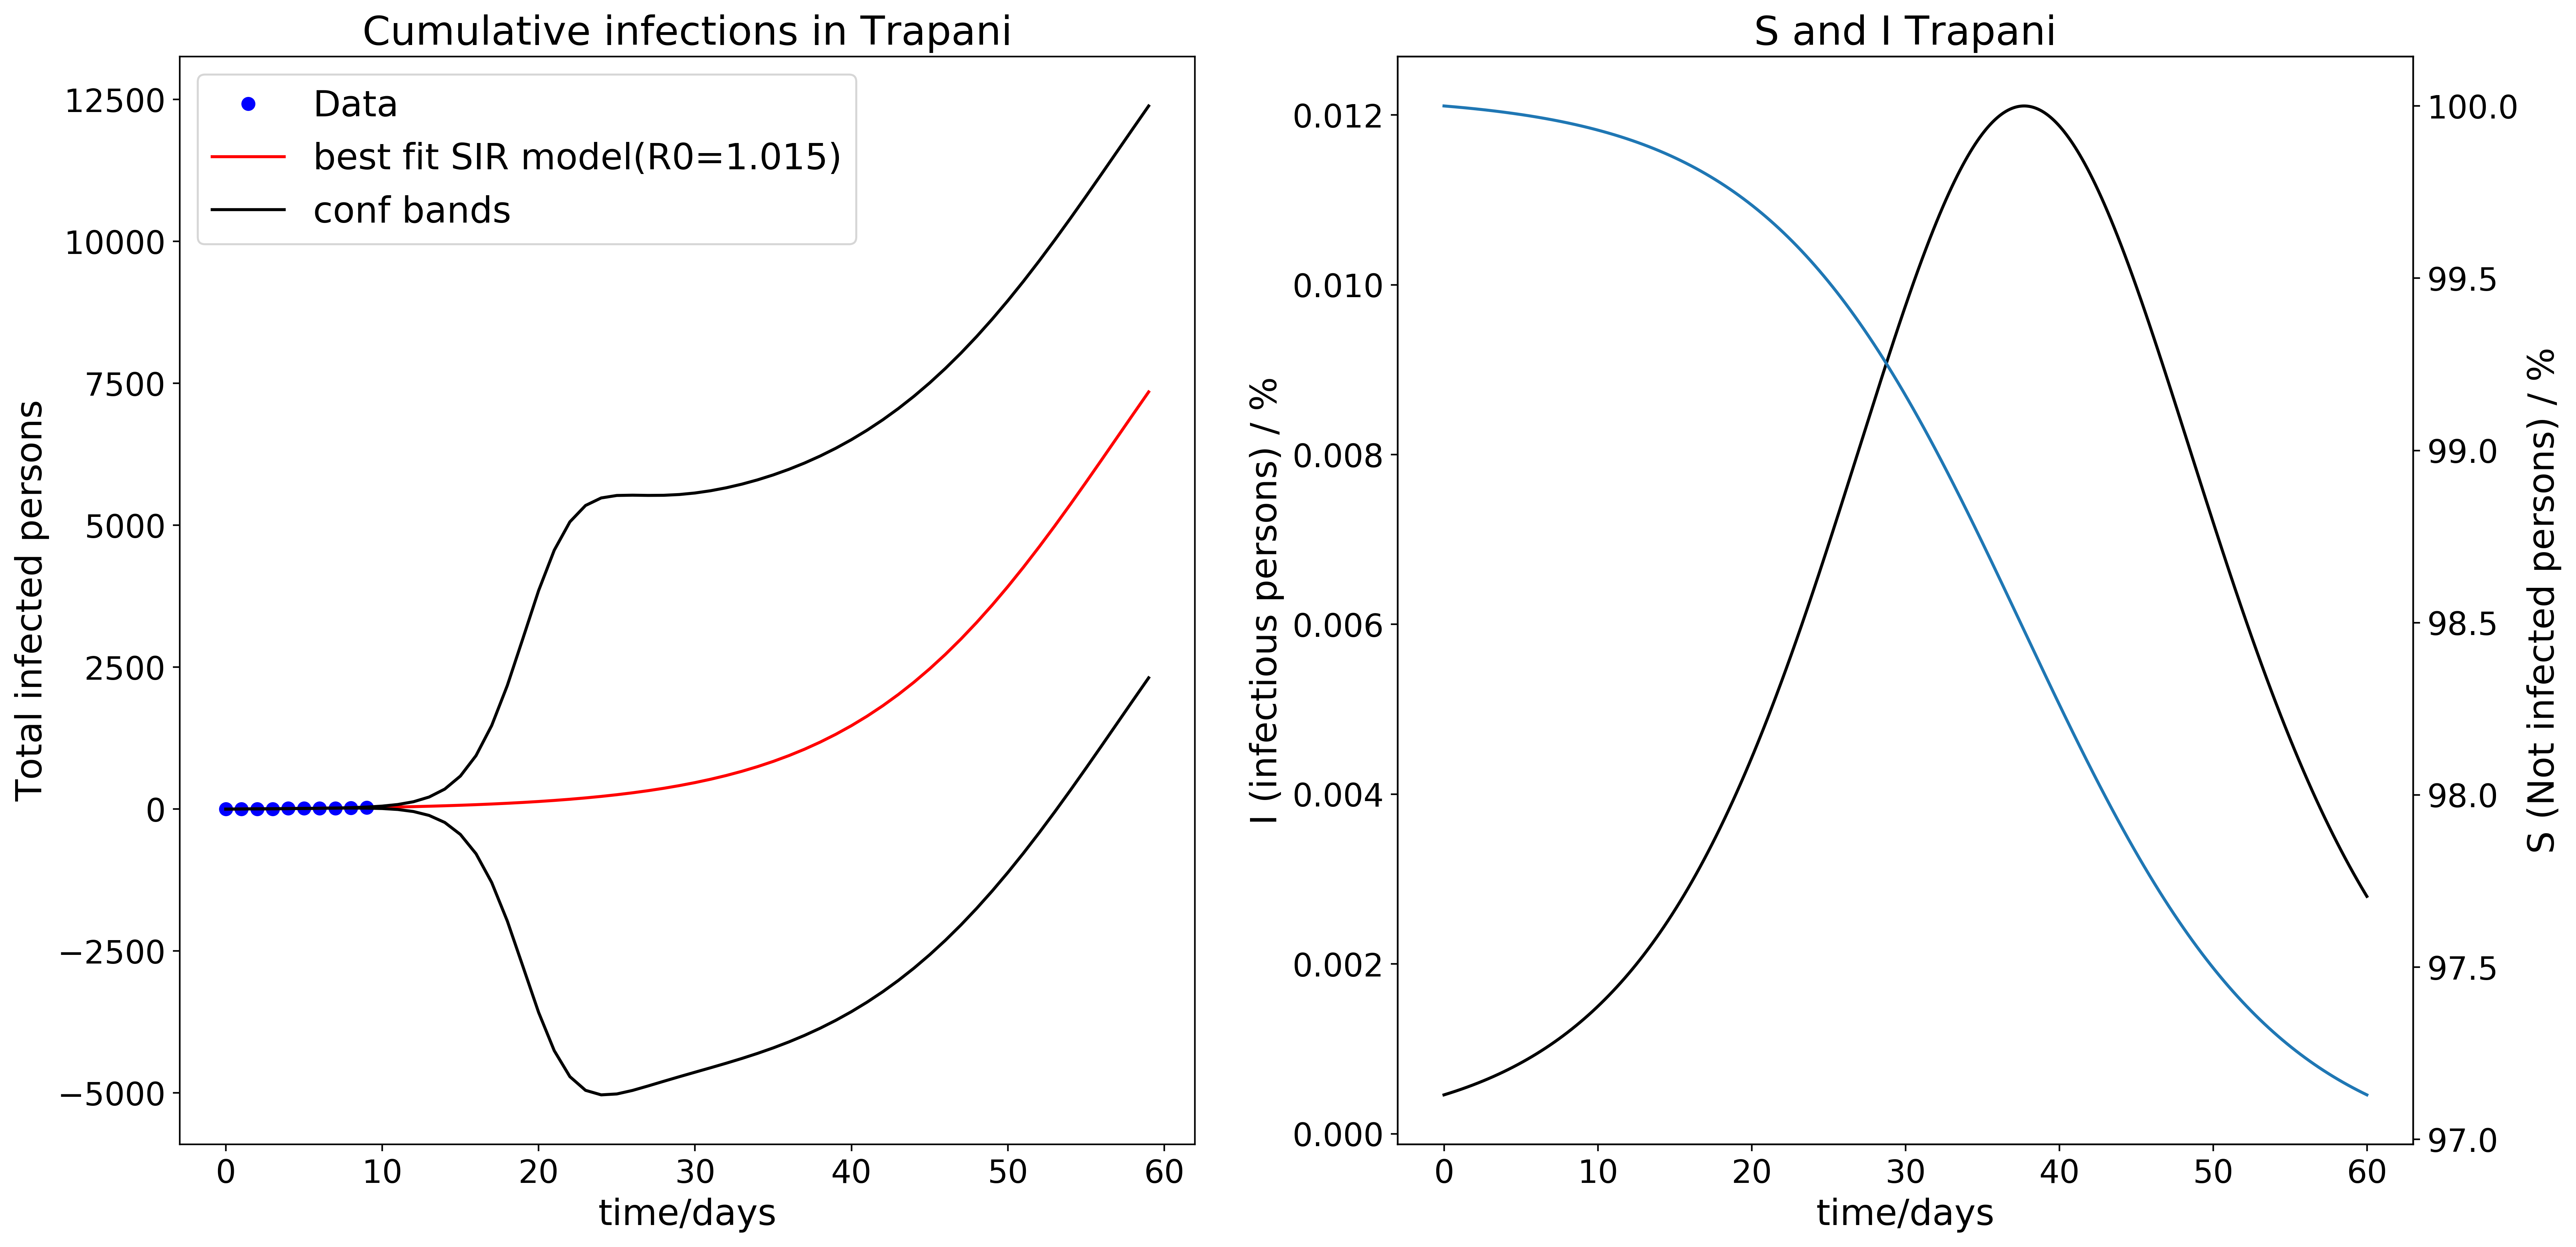 Cumulative infections in Trapani
Data
best fit SIR model(R0=1.015)
conf bands
Total infected persons
12500
10000
7500
5000
2500
0
−2500
−5000
0 10 20 30 40 50 60
time/days
S and I Trapani
I (infectious persons) / %
0.012
0.010
0.008
0.006
0.004
0.002
0.000
0 10 20 30 40 50 60
time/days
100.0
99.5
99.0
98.5
98.0
97.5
97.0
S (Not infected persons) / %